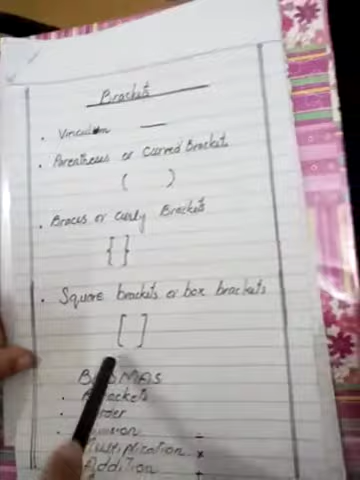 Brackets
• Vinculum —
• Parentheses or Curved Brackets
( )
• Braces or curly Brackets
{ }
• Square brackets or box brackets
[ ]
BODMAS
• Brackets
• Order
• Division ÷
Multiplication ×
Addition +